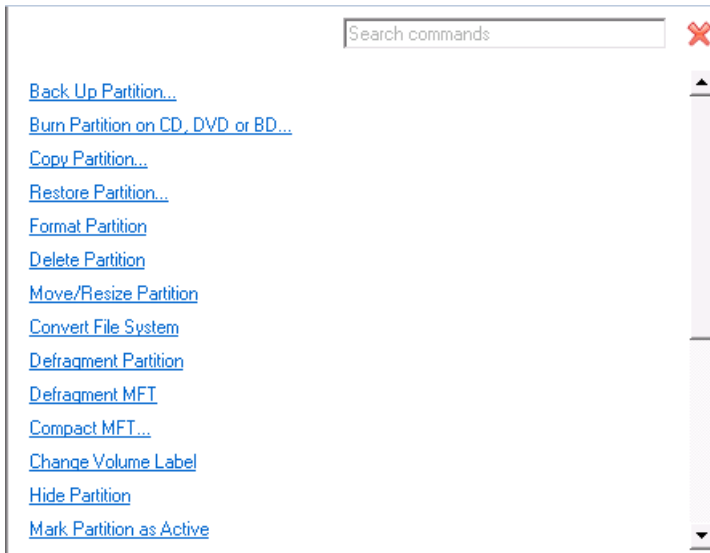 Search commands
Back Up Partition...
Burn Partition on CD, DVD or BD...
Copy Partition...
Restore Partition...
Format Partition
Delete Partition
Move/Resize Partition
Convert File System
Defragment Partition
Defragment MFT
Compact MFT...
Change Volume Label
Hide Partition
Mark Partition as Active